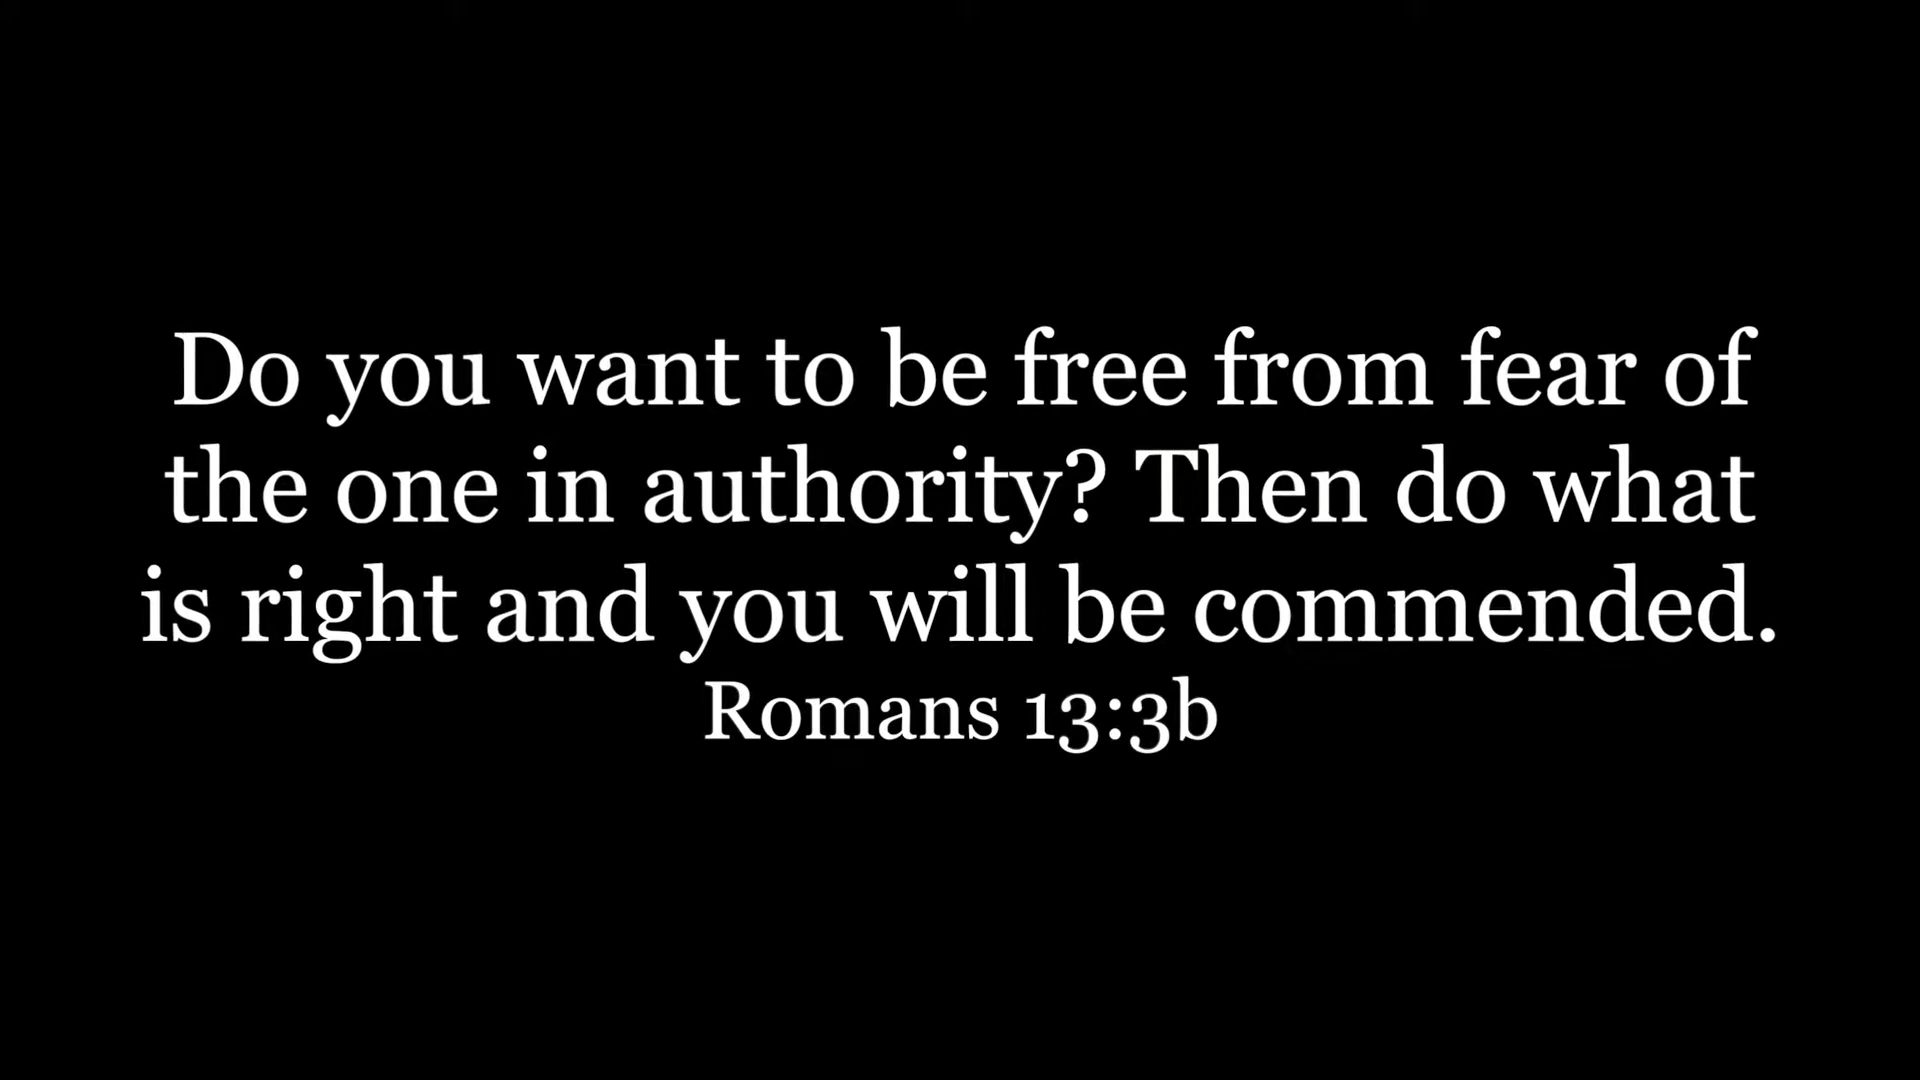 Do you want to be free from fear of
the one in authority? Then do what
is right and you will be commended.
Romans 13:3b